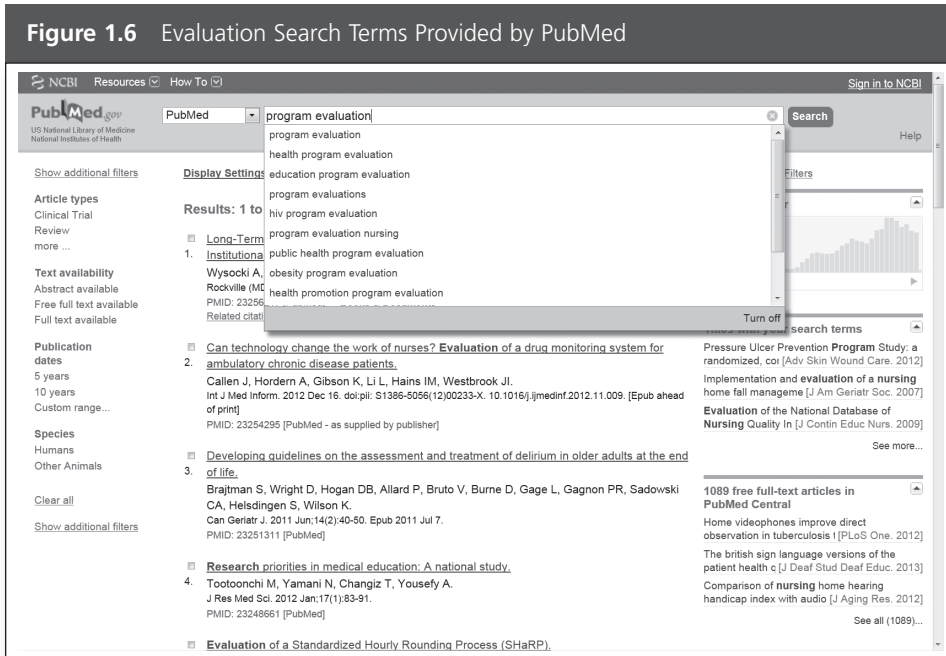 Figure 1.6 Evaluation Search Terms Provided by PubMed
NCBI Resources How To Sign in to NCBI
PubMed.gov
US National Library of Medicine
National Institutes of Health
PubMed
program evaluation
Search
Help
program evaluation
health program evaluation
education program evaluation
program evaluations
hiv program evaluation
program evaluation nursing
public health program evaluation
obesity program evaluation
health promotion program evaluation
Turn off
Show additional filters
Article types
Clinical Trial
Review
more ...
Text availability
Abstract available
Free full text available
Full text available
Publication
dates
5 years
10 years
Custom range...
Species
Humans
Other Animals
Clear all
Show additional filters
Display Settings
Results: 1 to
Long-Term
1. Institutiona
Wysocki A,
Rockville (MD
PMID: 23256
Related citati
Can technology change the work of nurses? Evaluation of a drug monitoring system for
2. ambulatory chronic disease patients.
Callen J, Hordern A, Gibson K, Li L, Hains IM, Westbrook JI.
Int J Med Inform. 2012 Dec 16. doi:pii: S1386-5056(12)00233-X. 10.1016/j.ijmedinf.2012.11.009. [Epub ahead
of print]
PMID: 23254295 [PubMed - as supplied by publisher]
Developing guidelines on the assessment and treatment of delirium in older adults at the end
3. of life.
Brajtman S, Wright D, Hogan DB, Allard P, Bruto V, Burne D, Gage L, Gagnon PR, Sadowski
CA, Helsdingen S, Wilson K.
Can Geriatr J. 2011 Jun;14(2):40-50. Epub 2011 Jul 7.
PMID: 23251311 [PubMed]
Research priorities in medical education: A national study.
4. Tootoonchi M, Yamani N, Changiz T, Yousefy A.
J Res Med Sci. 2012 Jan;17(1):83-91.
PMID: 23248661 [PubMed]
Evaluation of a Standardized Hourly Rounding Process (SHaRP).
Filters
r
with your search terms
Pressure Ulcer Prevention Program Study: a
randomized, coı [Adv Skin Wound Care. 2012]
Implementation and evaluation of a nursing
home fall manageme [J Am Geriatr Soc. 2007]
Evaluation of the National Database of
Nursing Quality In [J Contin Educ Nurs. 2009]
See more...
1089 free full-text articles in
PubMed Central
Home videophones improve direct
observation in tuberculosis t [PLoS One. 2012]
The british sign language versions of the
patient health q [J Deaf Stud Deaf Educ. 2013]
Comparison of nursing home hearing
handicap index with audio [J Aging Res. 2012]
See all (1089)...